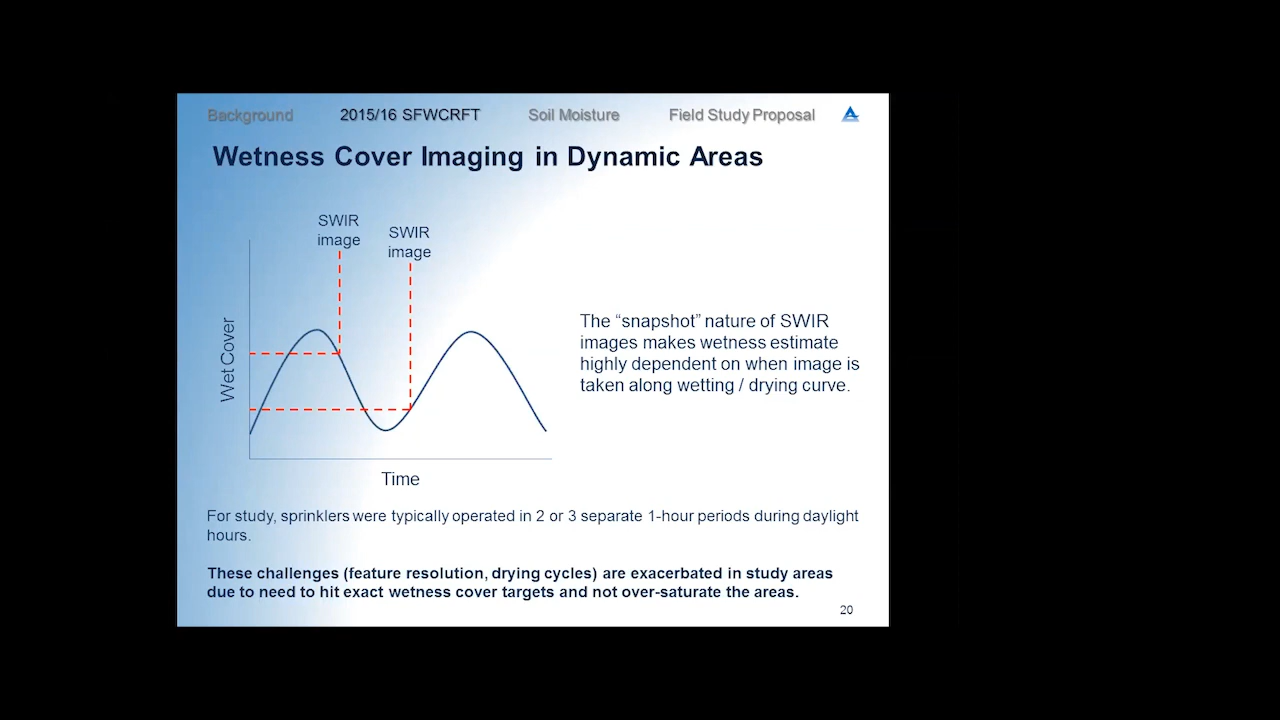 Background 2015/16 SFWCRFT Soil Moisture Field Study Proposal
Wetness Cover Imaging in Dynamic Areas
SWIR
image
SWIR
image
Wet Cover
Time
The “snapshot” nature of SWIR
images makes wetness estimate
highly dependent on when image is
taken along wetting / drying curve.
For study, sprinklers were typically operated in 2 or 3 separate 1-hour periods during daylight
hours.
These challenges (feature resolution, drying cycles) are exacerbated in study areas
due to need to hit exact wetness cover targets and not over-saturate the areas.
20